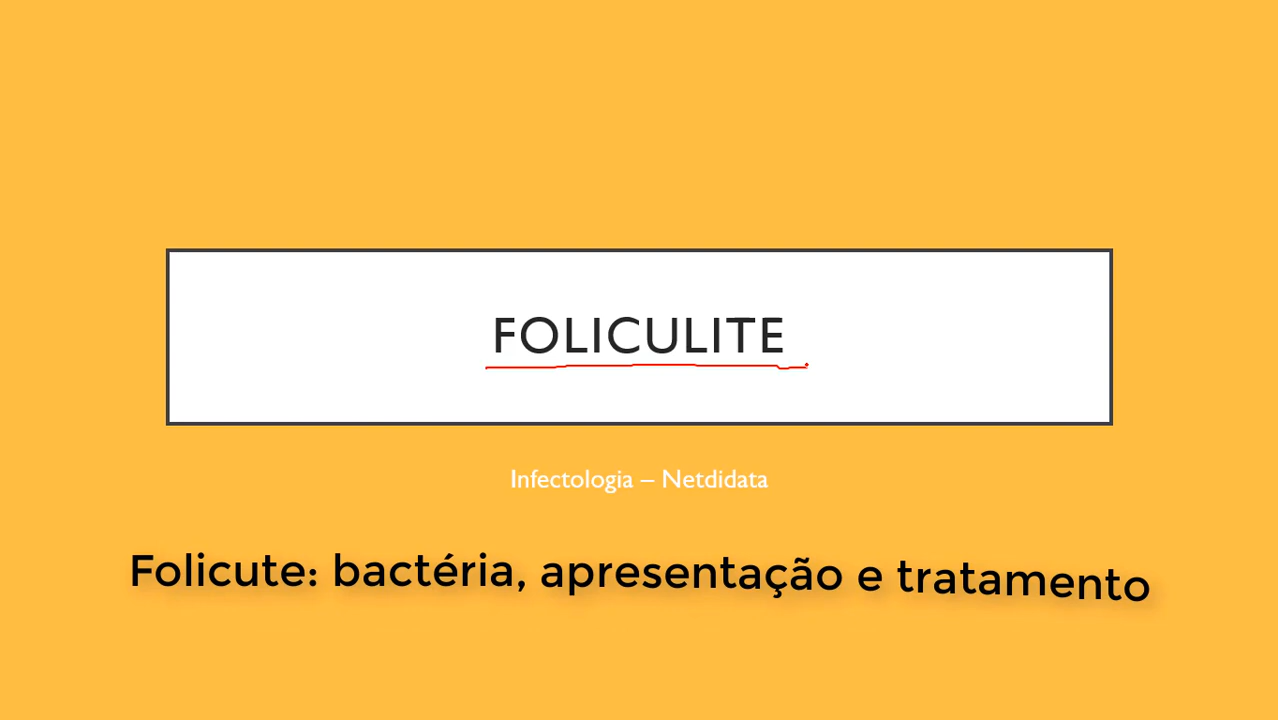 FOLICULITE
Infectologia – Netdidata
Folicute: bactéria, apresentação e tratamento